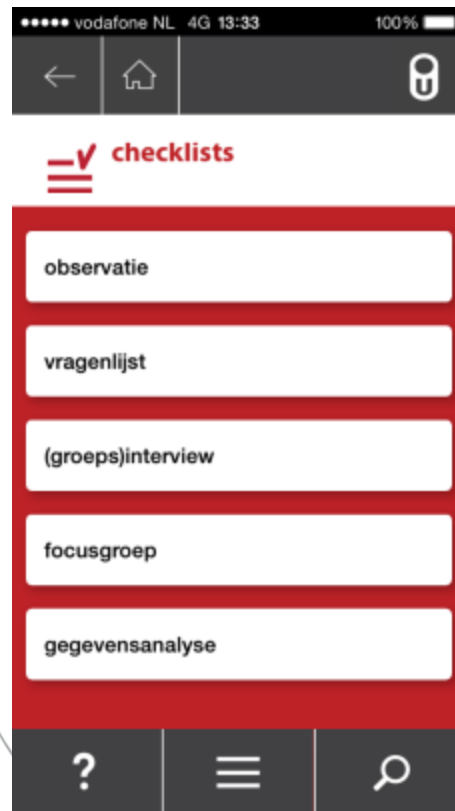 vodafone NL 4G 13:33 100%
U
checklists
observatie
vragenlijst
(groeps)interview
focusgroep
gegevensanalyse
?